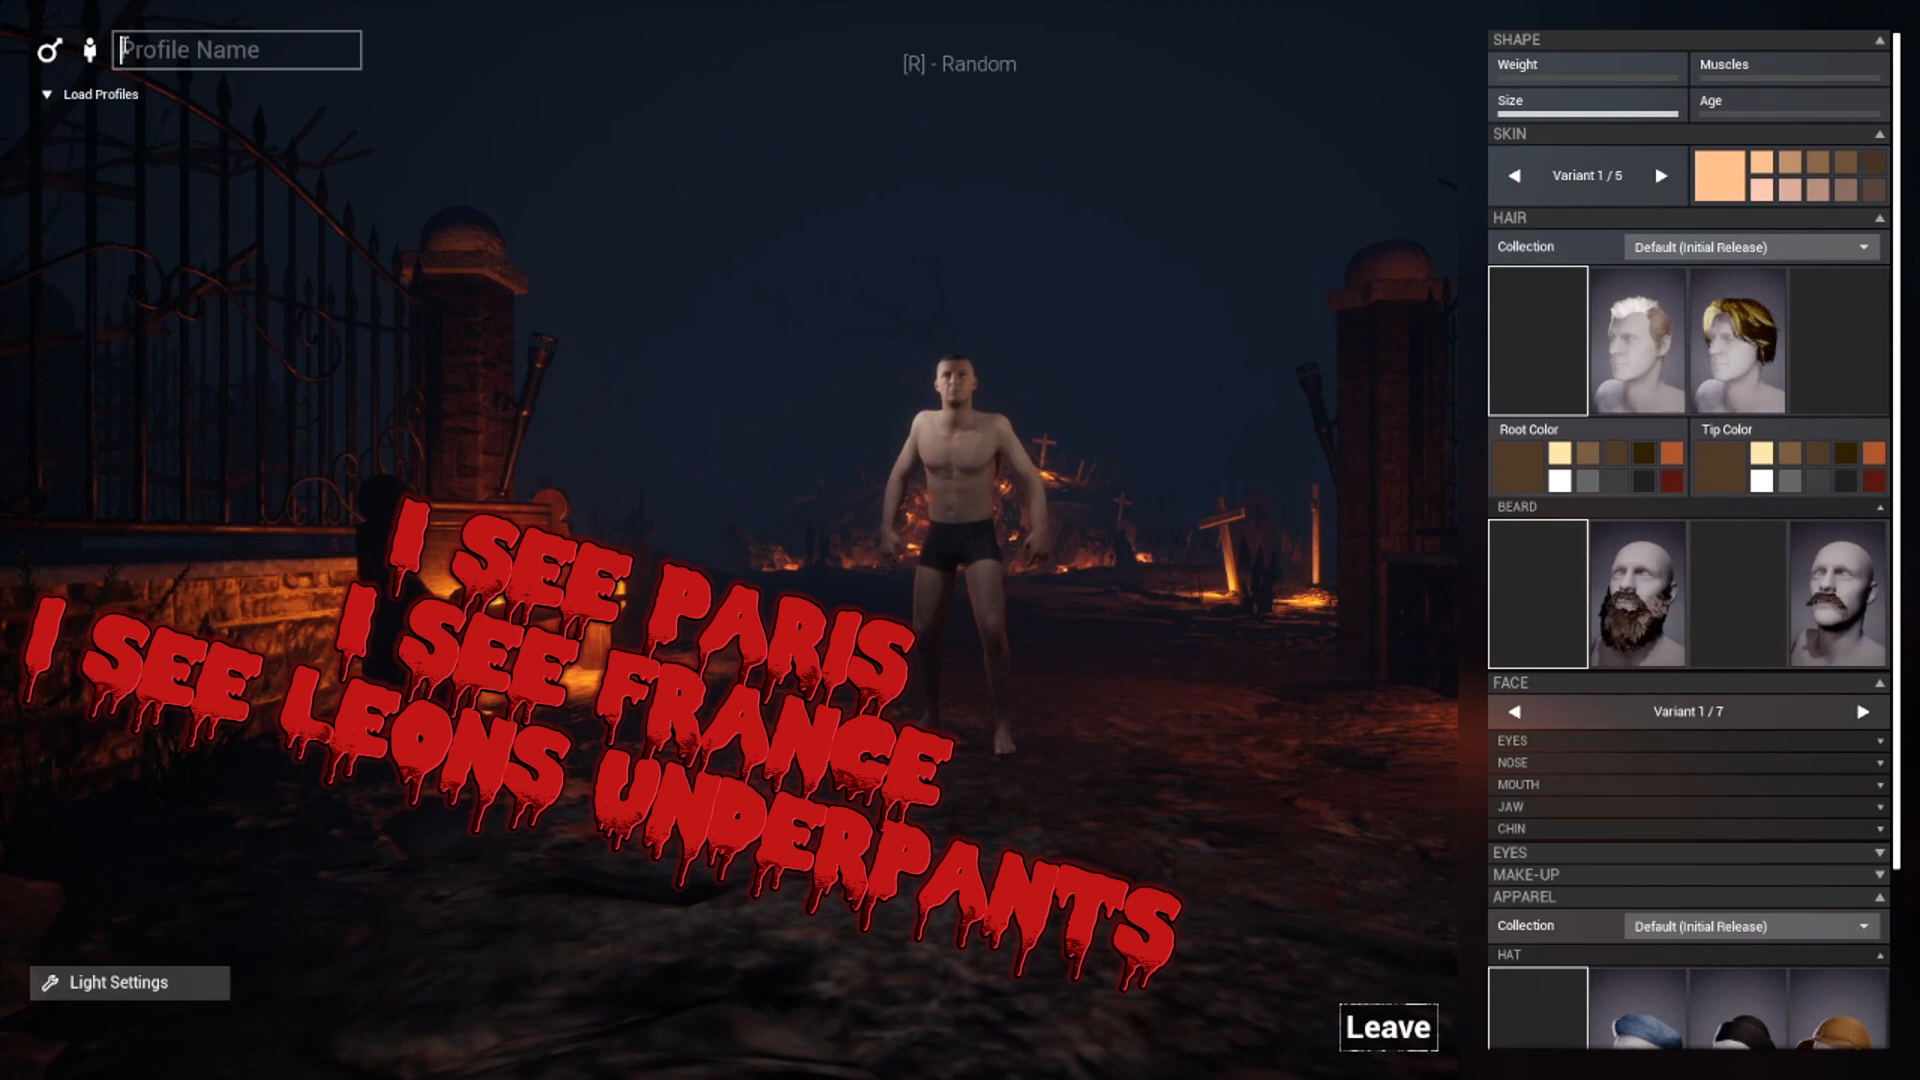 Profile Name
Load Profiles
[R] - Random
I SEE PARIS
I SEE FRANCE
I SEE LEONS UNDERPANTS
Light Settings
Leave
SHAPE
Weight
Muscles
Size
Age
SKIN
Variant 1 / 5
HAIR
Collection
Default (Initial Release)
Root Color
Tip Color
BEARD
FACE
Variant 1 / 7
EYES
NOSE
MOUTH
JAW
CHIN
EYES
MAKE-UP
APPAREL
Collection
Default (Initial Release)
HAT